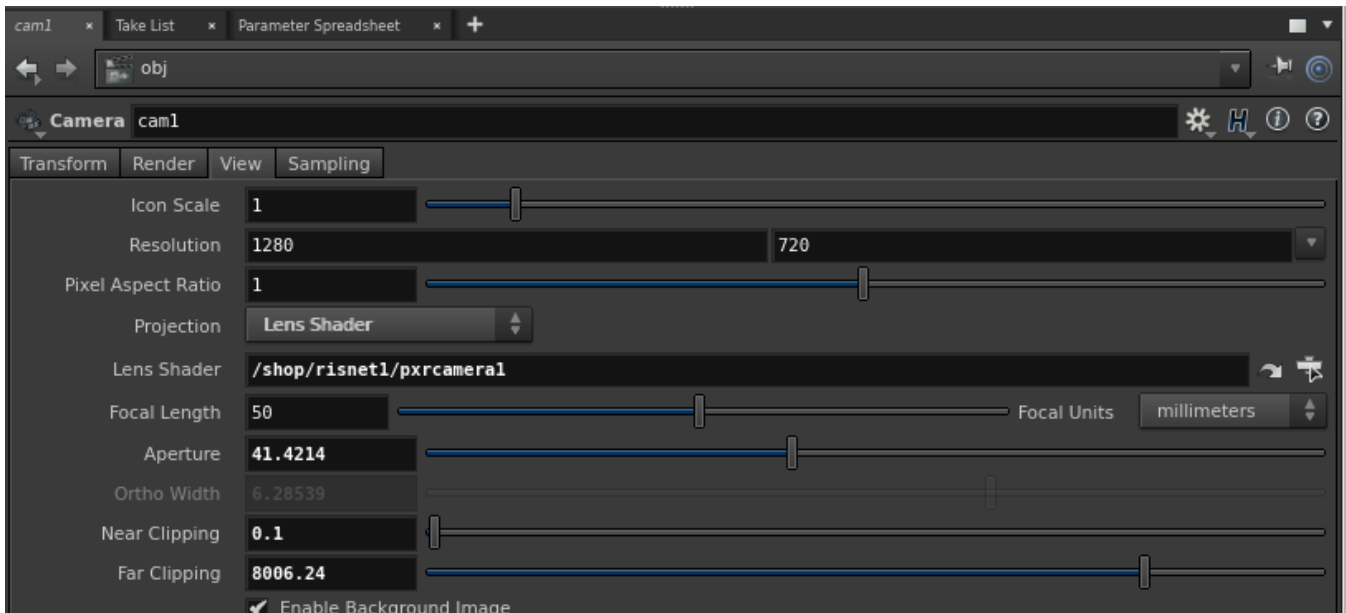 cam1 × Take List × Parameter Spreadsheet × +
obj
Camera cam1
Transform Render View Sampling
Icon Scale 1
Resolution 1280 720
Pixel Aspect Ratio 1
Projection Lens Shader
Lens Shader /shop/risnet1/pxrcamera1
Focal Length 50 Focal Units millimeters
Aperture 41.4214
Ortho Width 6.28539
Near Clipping 0.1
Far Clipping 8006.24
Enable Background Image